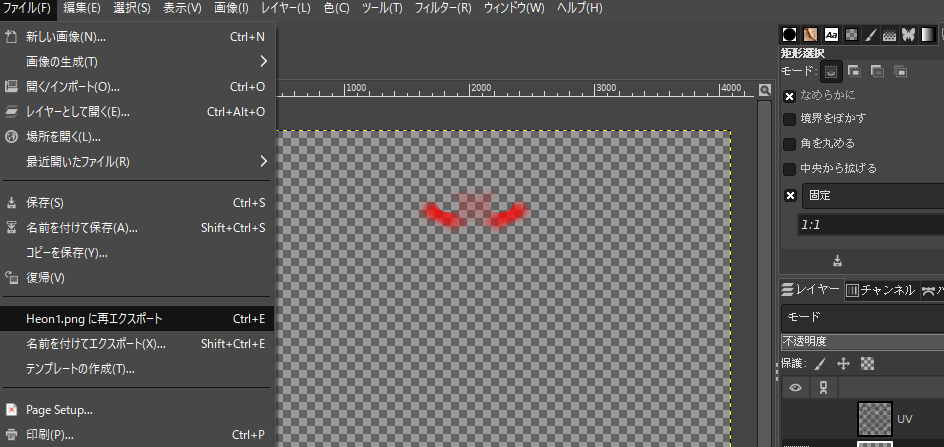 ファイル(F) 編集(E) 選択(S) 表示(V) 画像(I) レイヤー(L) 色(C) ツール(T) フィルター(R) ウィンドウ(W) ヘルプ(H)
新しい画像(N)... Ctrl+N
画像の生成(T)
開く/インポート(O)... Ctrl+O
レイヤーとして開く(E)... Ctrl+Alt+O
場所を開く(L)...
最近開いたファイル(R)
保存(S) Ctrl+S
名前を付けて保存(A)... Shift+Ctrl+S
コピーを保存(Y)...
復帰(V)
Heon1.png に再エクスポート Ctrl+E
名前を付けてエクスポート(X)... Shift+Ctrl+E
テンプレートの作成(T)...
Page Setup...
印刷(P)... Ctrl+P
1000 2000 3000 4000
Aa
矩形選択
モード:
なめらかに
境界をぼかす
角を丸める
中央から拡げる
固定
1:1
レイヤー チャンネル パ
モード
不透明度
保護:
UV